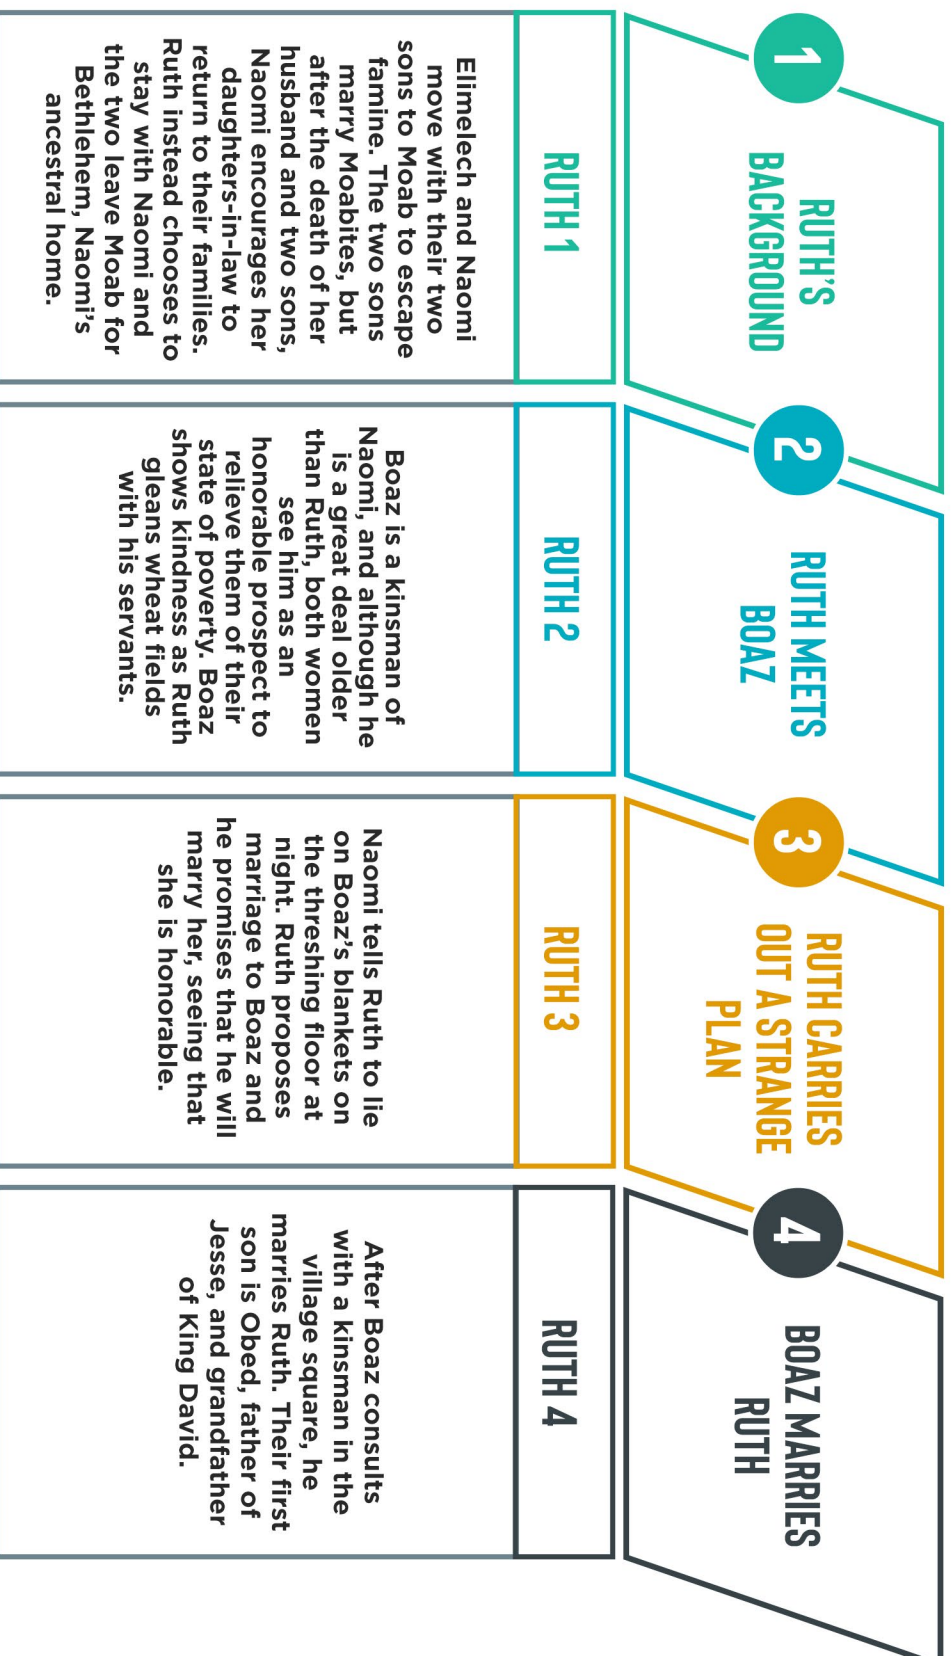 1
RUTH'S
BACKGROUND
RUTH 1
Elimelech and Naomi
move with their two
sons to Moab to escape
famine. The two sons
marry Moabites, but
after the death of her
husband and two sons,
Naomi encourages her
daughters-in-law to
return to their families.
Ruth instead chooses to
stay with Naomi and
the two leave Moab for
Bethlehem, Naomi's
ancestral home.
2
RUTH MEETS
BOAZ
RUTH 2
Boaz is a kinsman of
Naomi, and although he
is a great deal older
than Ruth, both women
see him as an
honorable prospect to
relieve them of their
state of poverty. Boaz
shows kindness as Ruth
gleans wheat fields
with his servants.
3
RUTH CARRIES
OUT A STRANGE
PLAN
RUTH 3
Naomi tells Ruth to lie
on Boaz's blankets on
the threshing floor at
night. Ruth proposes
marriage to Boaz and
he promises that he will
marry her, seeing that
she is honorable.
4
BOAZ MARRIES
RUTH
RUTH 4
After Boaz consults
with a kinsman in the
village square, he
marries Ruth. Their first
son is Obed, father of
Jesse, and grandfather
of King David.